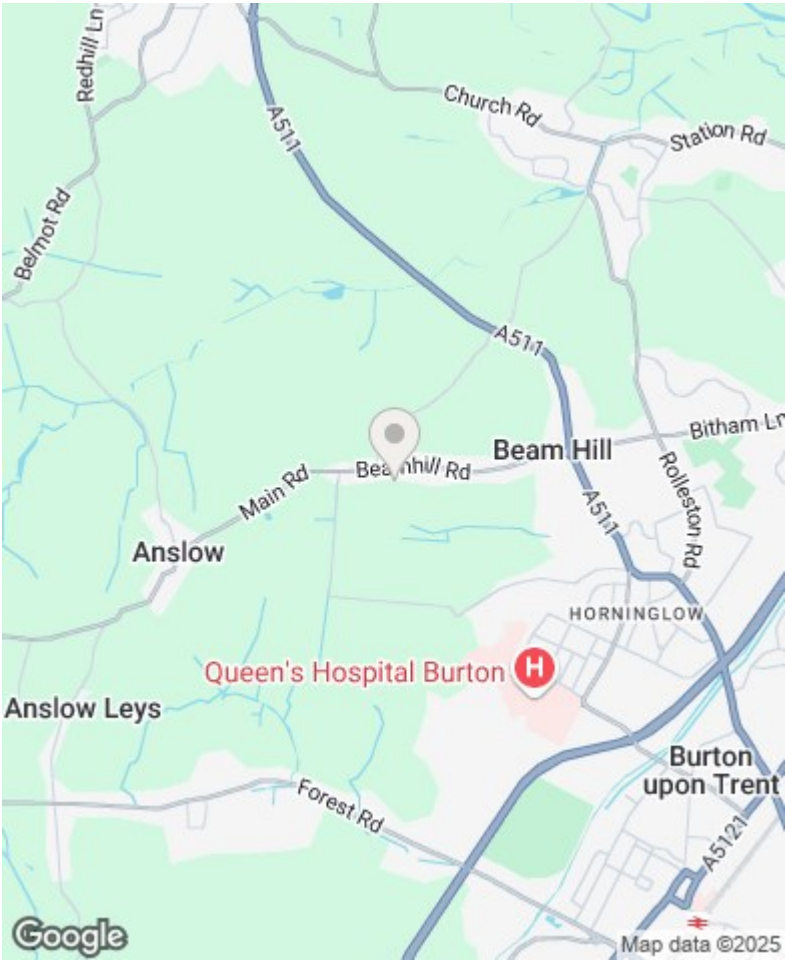 Redhill Ln
A511
Church Rd
Station Rd
Belmot Rd
A511
Bitham Ln
Beam Hill
Beamhill Rd
Main Rd
Rolleston Rd
A511
Anslow
HORNINGLOW
Queen's Hospital Burton
H
Anslow Leys
Burton
upon Trent
Forest Rd
A5121
Google
Map data ©2025